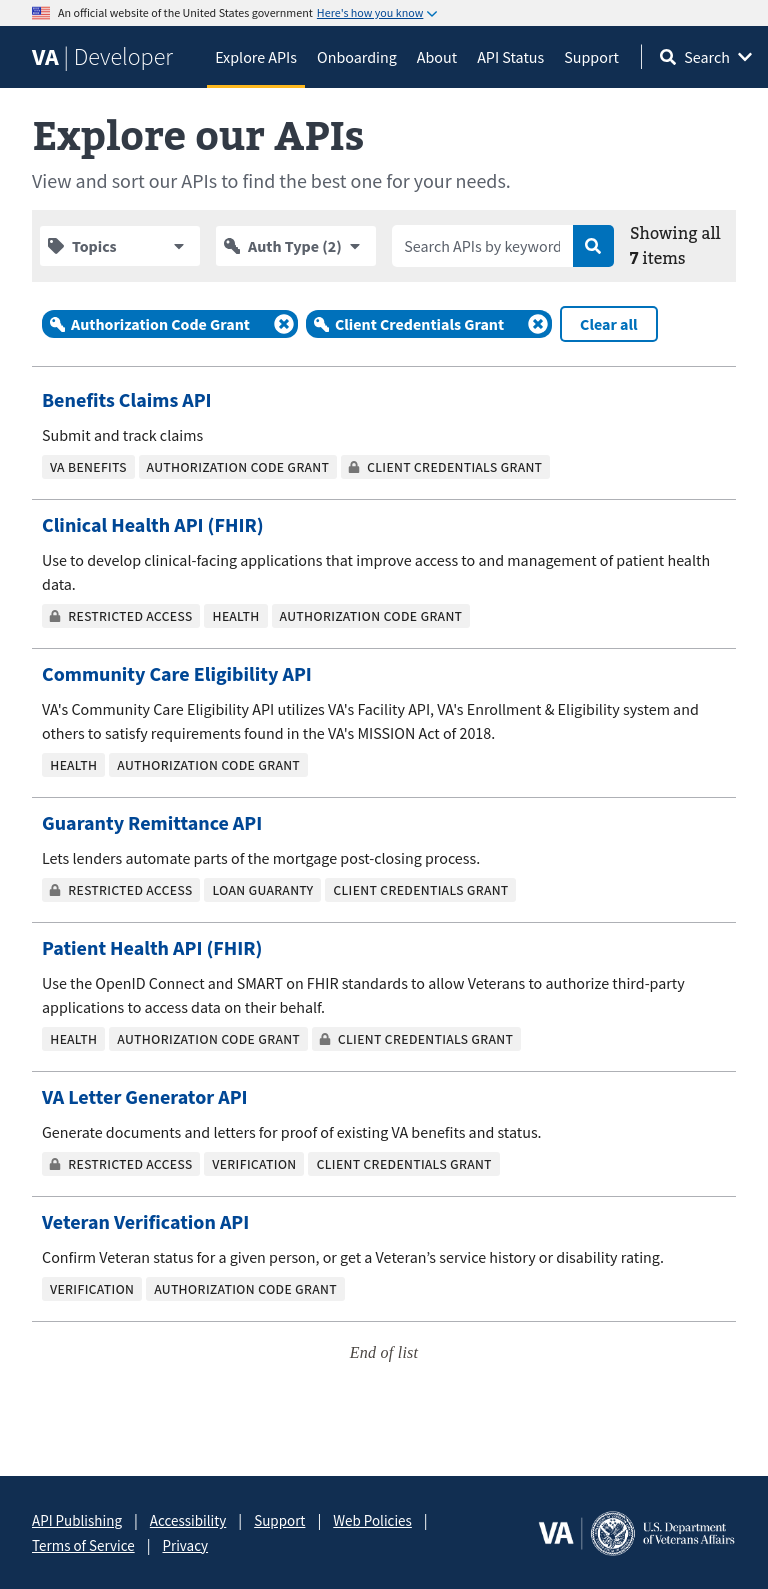 An official website of the United States government Here's how you know
VA | Developer
Explore APIs Onboarding About API Status Support Search
Explore our APIs
View and sort our APIs to find the best one for your needs.
Topics Auth Type (2) Search APIs by keyword Showing all
7 items
Authorization Code Grant Client Credentials Grant Clear all
Benefits Claims API
Submit and track claims
VA BENEFITS AUTHORIZATION CODE GRANT CLIENT CREDENTIALS GRANT
Clinical Health API (FHIR)
Use to develop clinical-facing applications that improve access to and management of patient health
data.
RESTRICTED ACCESS HEALTH AUTHORIZATION CODE GRANT
Community Care Eligibility API
VA's Community Care Eligibility API utilizes VA's Facility API, VA's Enrollment & Eligibility system and
others to satisfy requirements found in the VA's MISSION Act of 2018.
HEALTH AUTHORIZATION CODE GRANT
Guaranty Remittance API
Lets lenders automate parts of the mortgage post-closing process.
RESTRICTED ACCESS LOAN GUARANTY CLIENT CREDENTIALS GRANT
Patient Health API (FHIR)
Use the OpenID Connect and SMART on FHIR standards to allow Veterans to authorize third-party
applications to access data on their behalf.
HEALTH AUTHORIZATION CODE GRANT CLIENT CREDENTIALS GRANT
VA Letter Generator API
Generate documents and letters for proof of existing VA benefits and status.
RESTRICTED ACCESS VERIFICATION CLIENT CREDENTIALS GRANT
Veteran Verification API
Confirm Veteran status for a given person, or get a Veteran’s service history or disability rating.
VERIFICATION AUTHORIZATION CODE GRANT
End of list
API Publishing | Accessibility | Support | Web Policies |
Terms of Service | Privacy
VA | U.S. Department
of Veterans Affairs